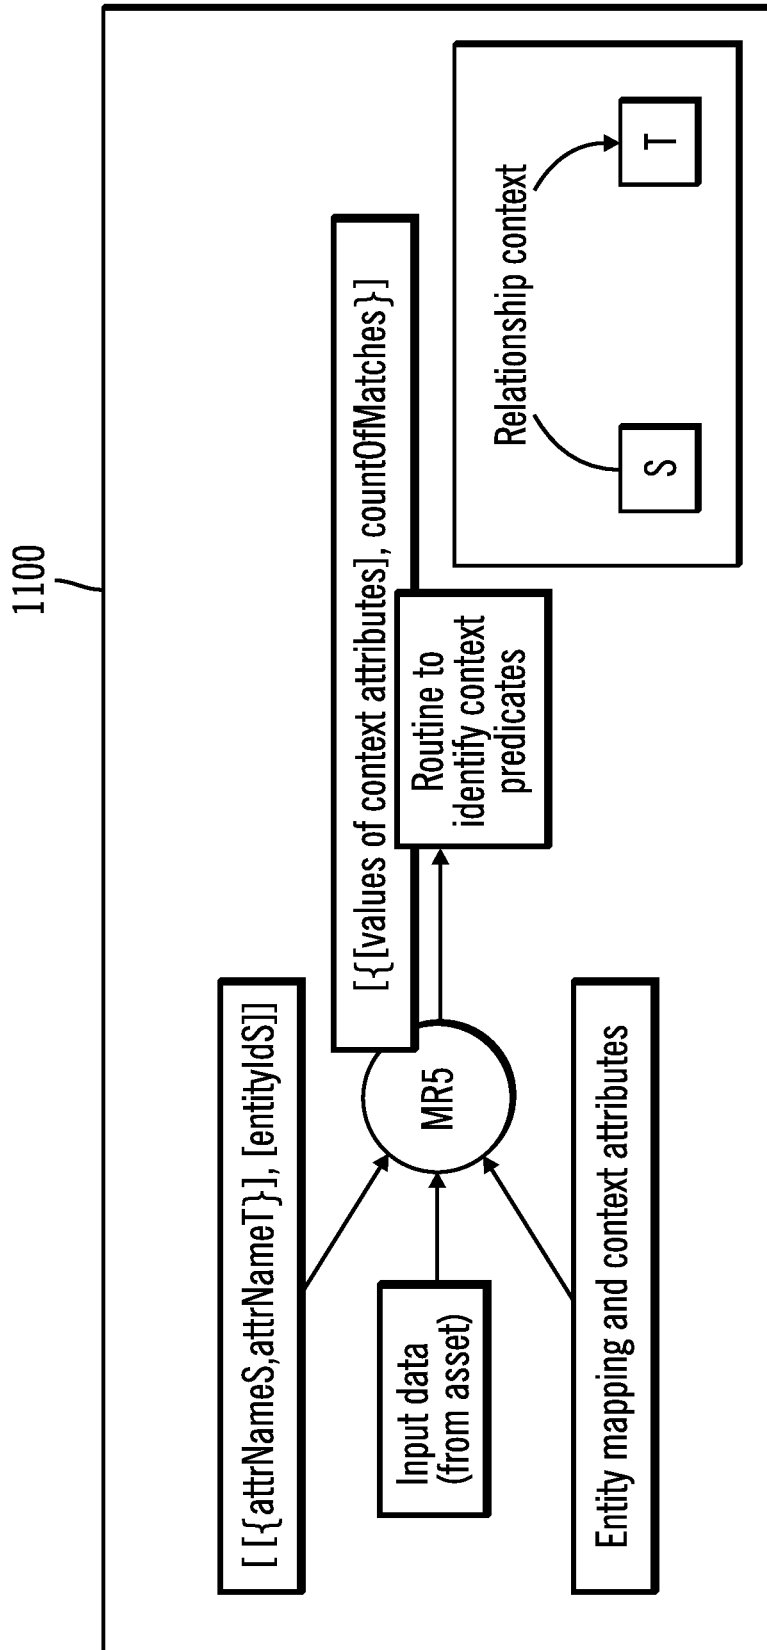 1100
[ [{attrNameS,attrNameT}], [entityIdS]]
Input data
(from asset)
Entity mapping and context attributes
MR5
[{[values of context attributes], countOfMatches}]
Routine to
identify context
predicates
Relationship context
S
T